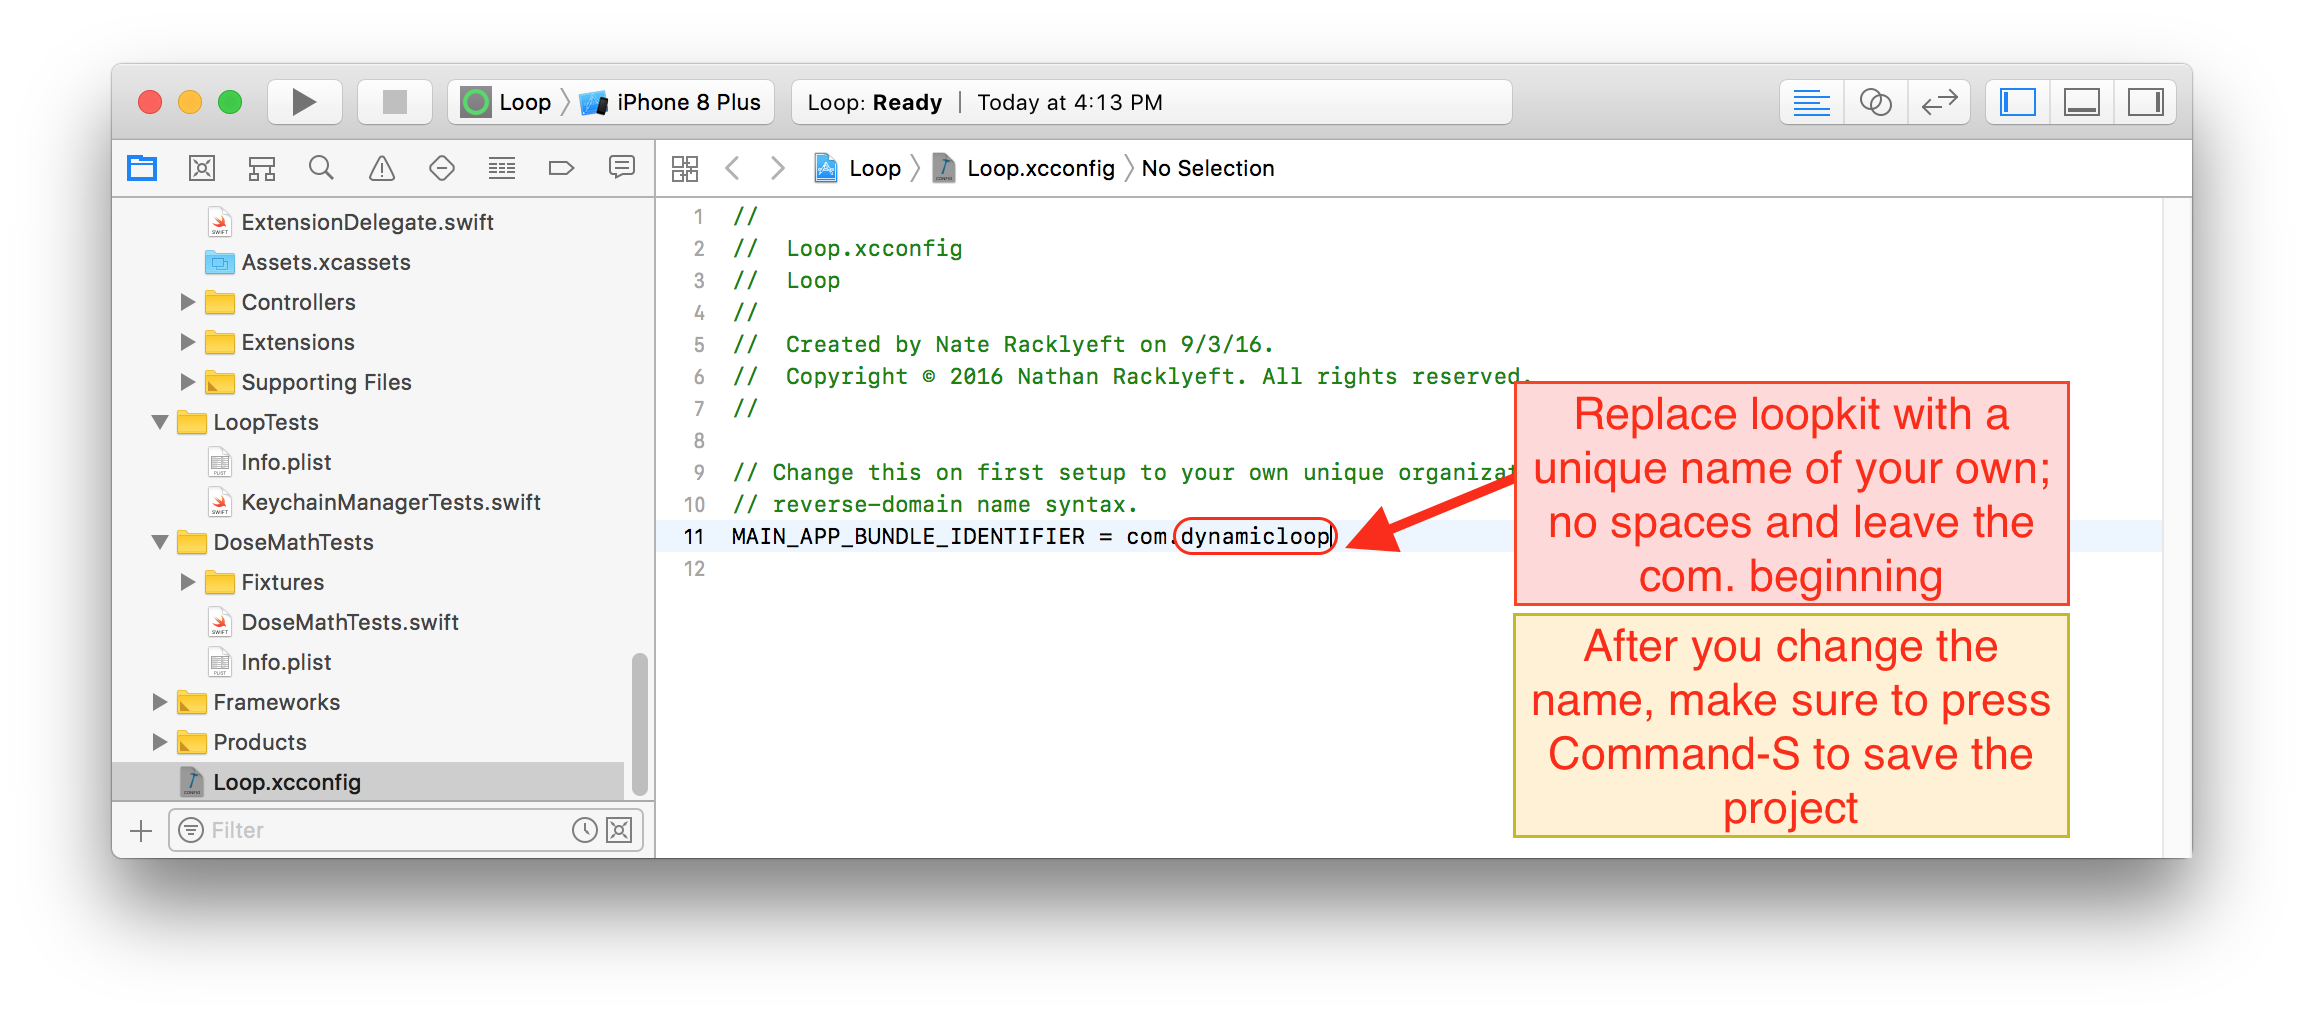 Loop
iPhone 8 Plus
Loop: Ready | Today at 4:13 PM
Loop
Loop.xcconfig
No Selection
ExtensionDelegate.swift
Assets.xcassets
Controllers
Extensions
Supporting Files
LoopTests
Info.plist
KeychainManagerTests.swift
DoseMathTests
Fixtures
DoseMathTests.swift
Info.plist
Frameworks
Products
Loop.xcconfig
Filter
1 //
2 // Loop.xcconfig
3 // Loop
4 //
5 // Created by Nate Racklyeft on 9/3/16.
6 // Copyright © 2016 Nathan Racklyeft. All rights reserved.
7 //
8
9 // Change this on first setup to your own unique organizat
10 // reverse-domain name syntax.
11 MAIN_APP_BUNDLE_IDENTIFIER = com.dynamicloop
12
Replace loopkit with a
unique name of your own;
no spaces and leave the
com. beginning
After you change the
name, make sure to press
Command-S to save the
project